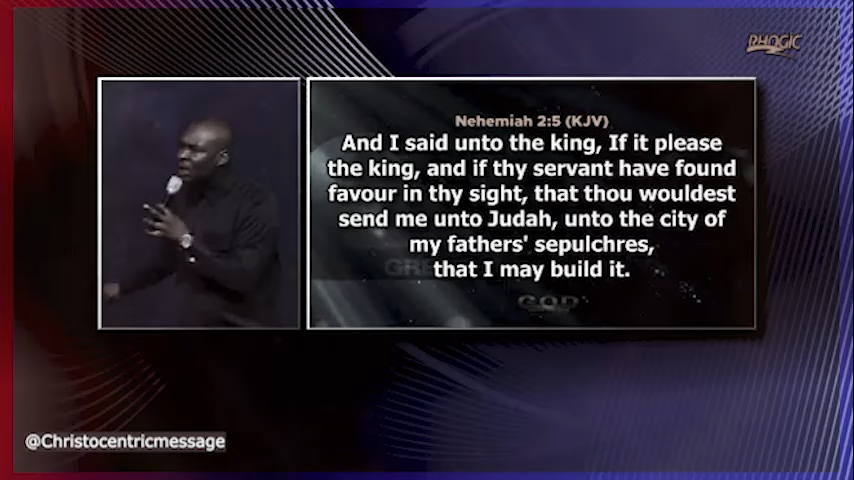 RHOGIC
Nehemiah 2:5 (KJV)
And I said unto the king, If it please
the king, and if thy servant have found
favour in thy sight, that thou wouldest
send me unto Judah, unto the city of
my fathers' sepulchres,
that I may build it.
GOD
@Christocentricmessage